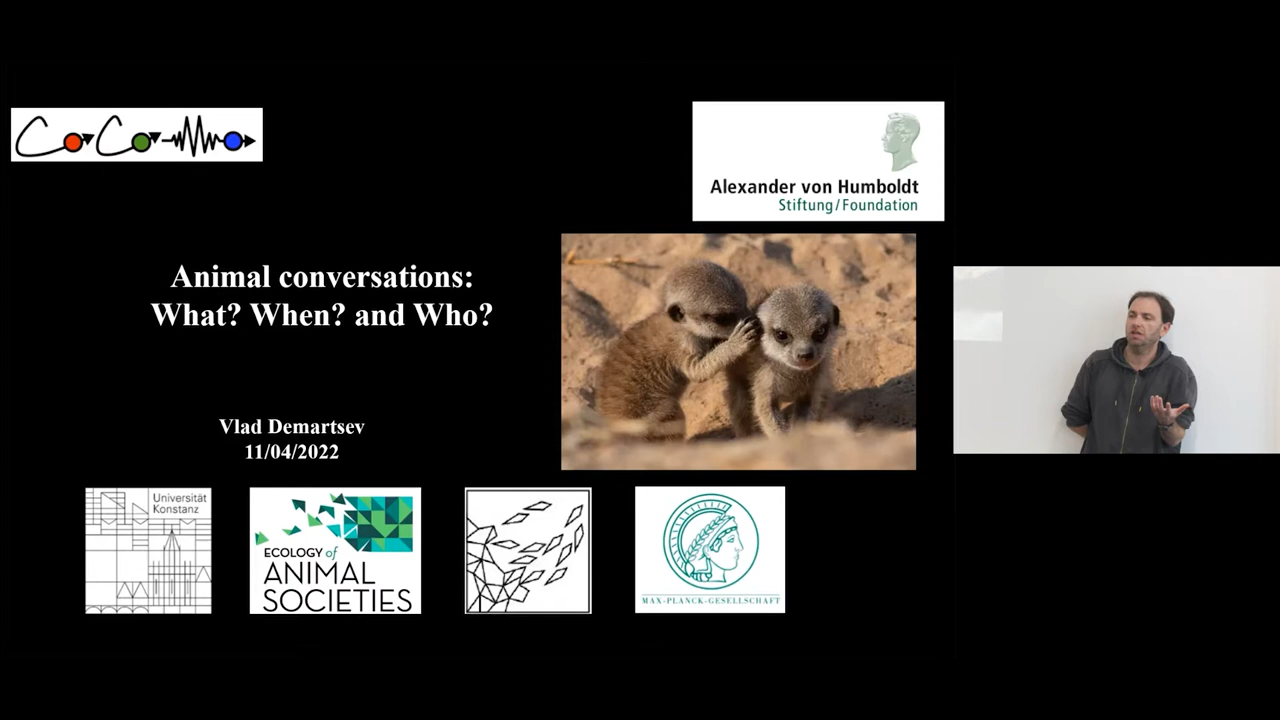 CoCoMo
Alexander von Humboldt
Stiftung/Foundation
Animal conversations:
What? When? and Who?
Vlad Demartsev
11/04/2022
Universität
Konstanz
ECOLOGY of
ANIMAL
SOCIETIES
MAX-PLANCK-GESELLSCHAFT